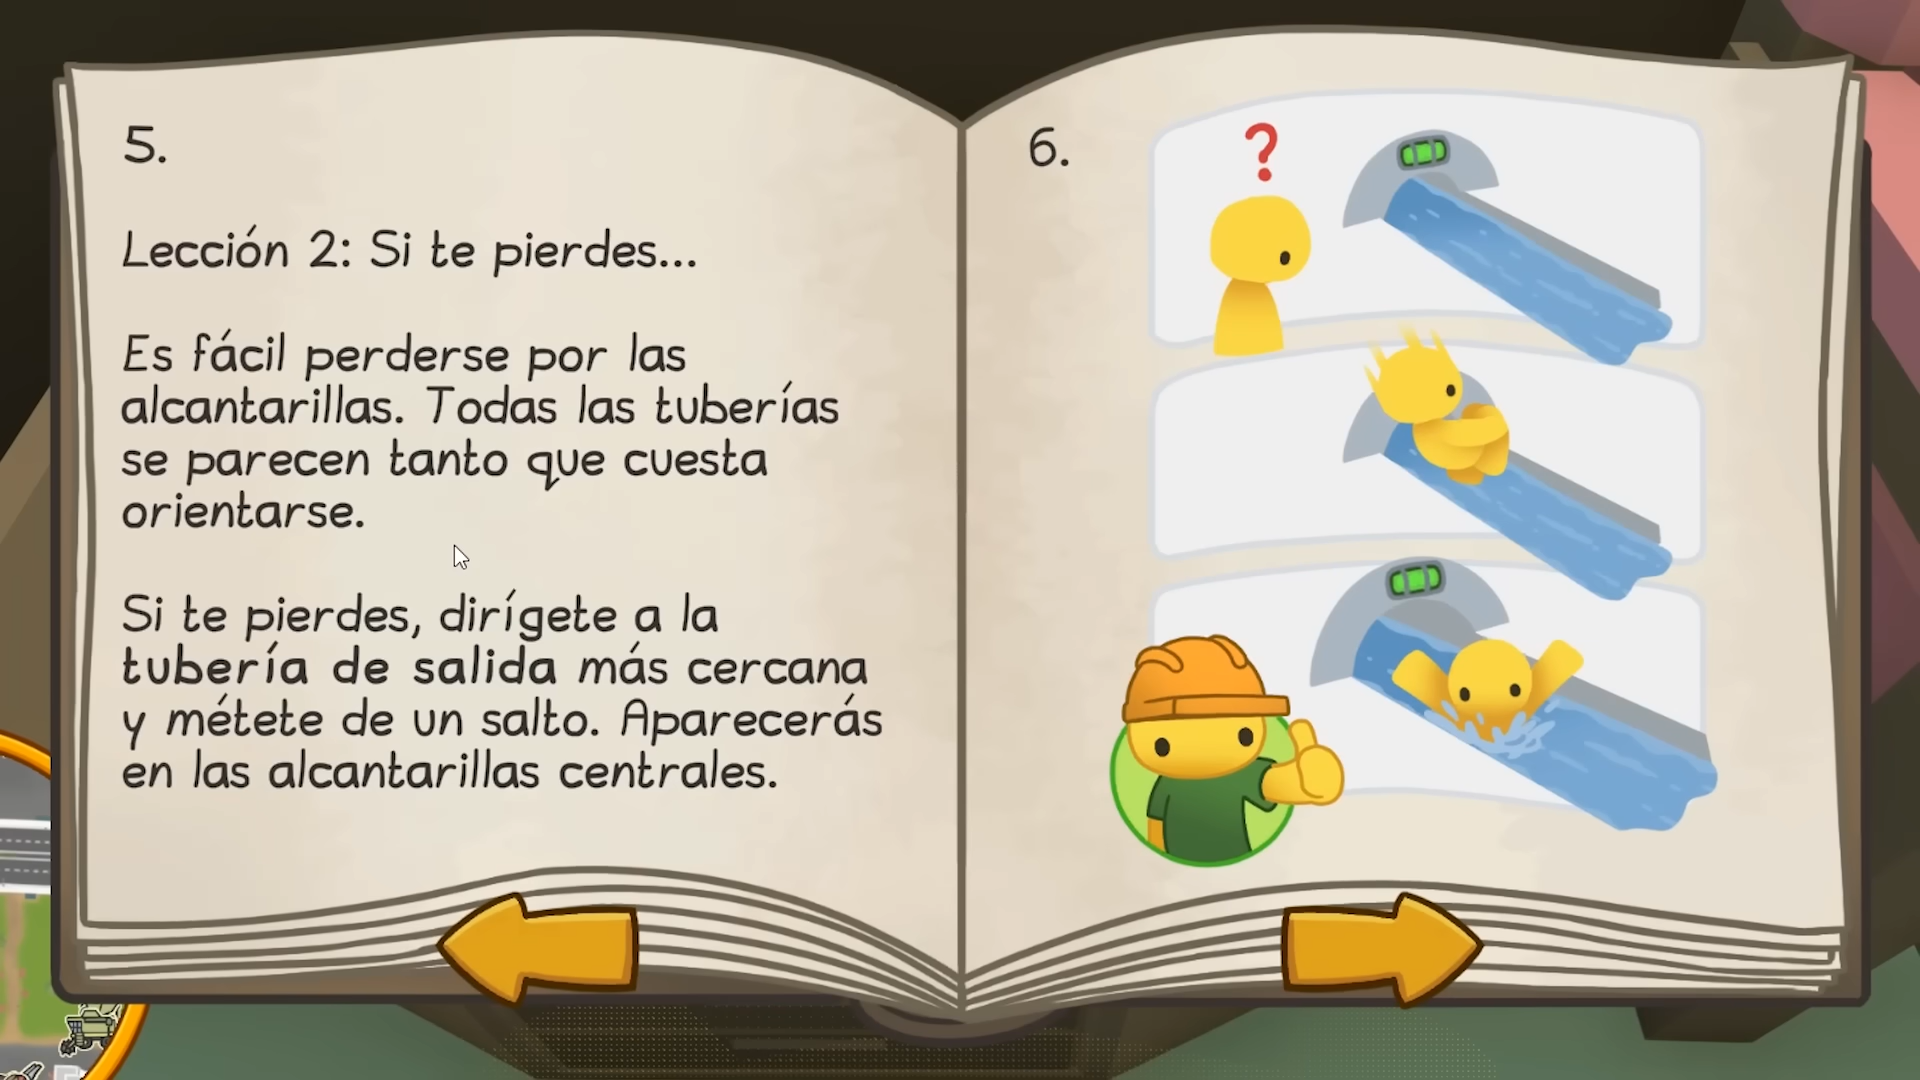 5.
Lección 2: Si te pierdes...
Es fácil perderse por las
alcantarillas. Todas las tuberías
se parecen tanto que cuesta
orientarse.
Si te pierdes, dirígete a la
tubería de salida más cercana
y métete de un salto. Aparecerás
en las alcantarillas centrales.
6.
?